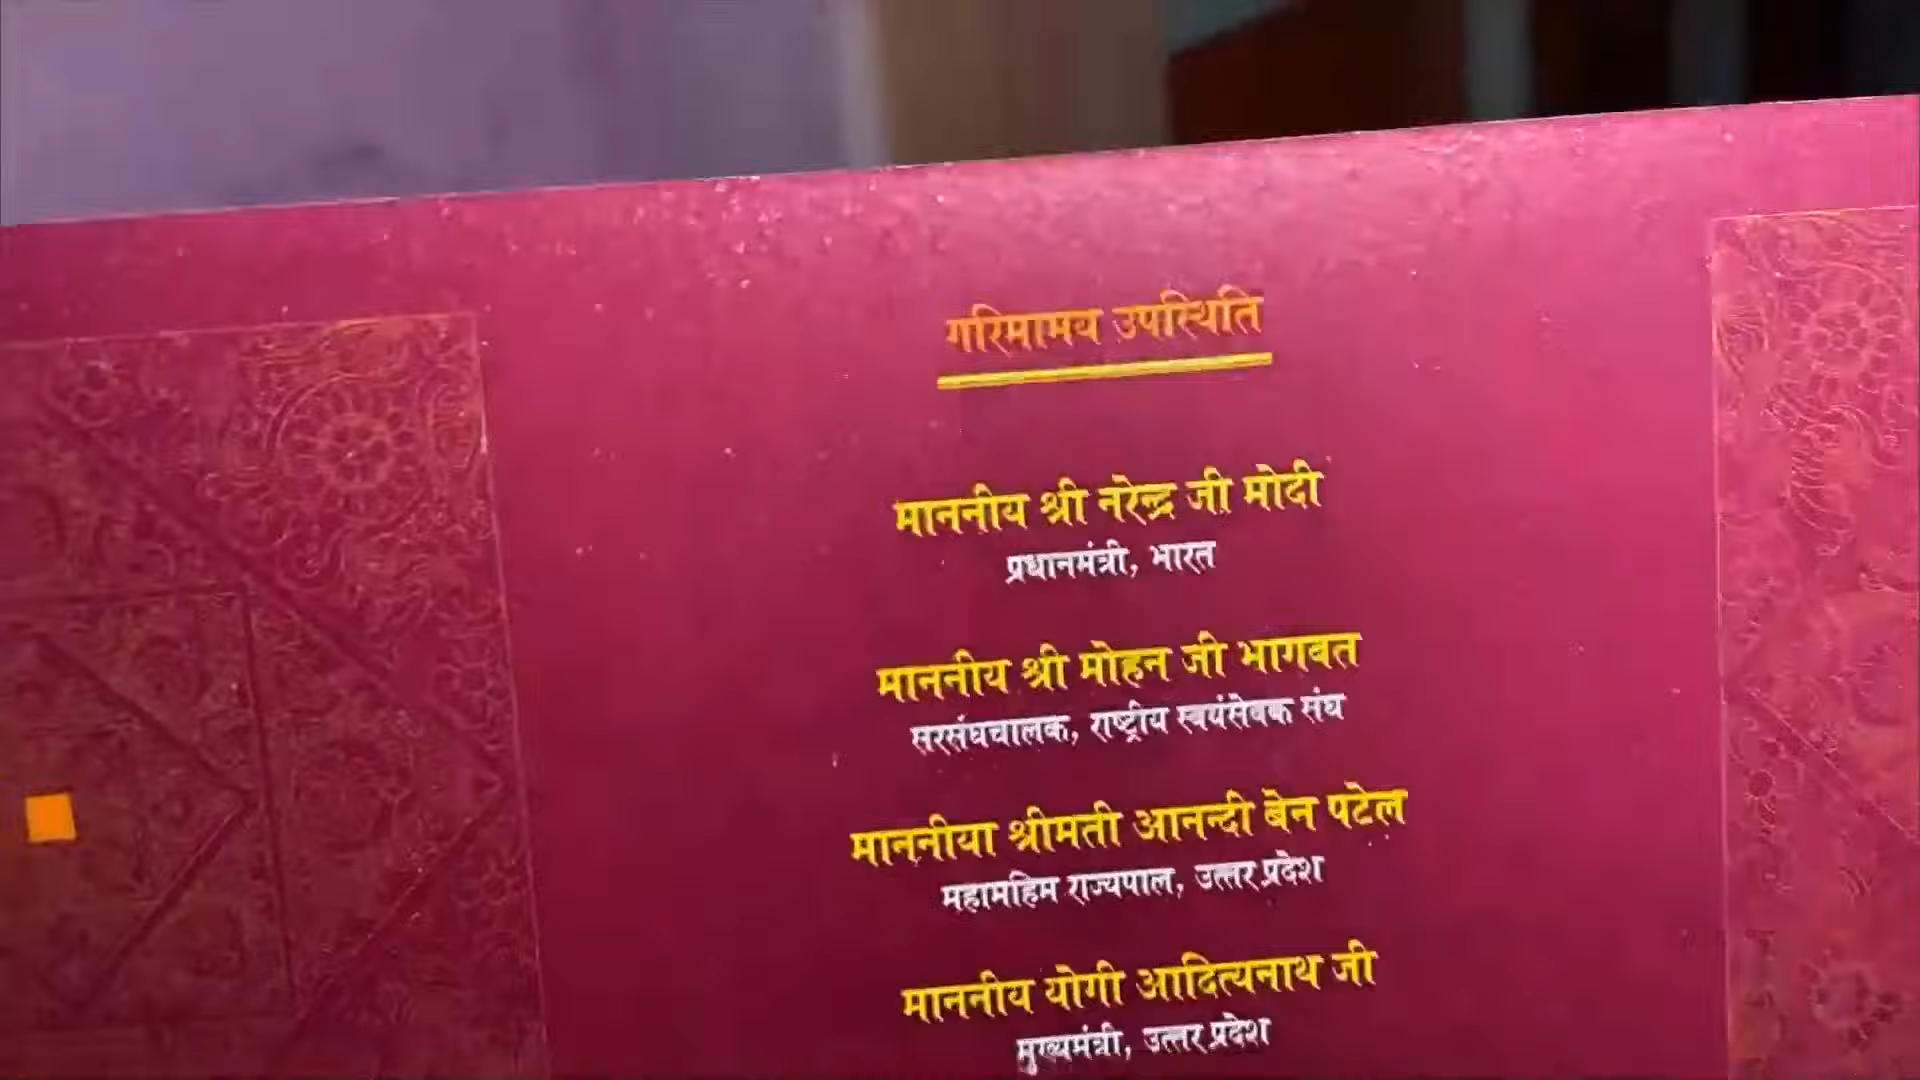 गरिमामय उपस्थिति
माननीय श्री नरेन्द्र जी मोदी
प्रधानमंत्री, भारत
माननीय श्री मोहन जी भागवत
सरसंघचालक, राष्ट्रीय स्वयंसेवक संघ
माननीया श्रीमती आनन्दी बेन पटेल
महामहिम राज्यपाल, उत्तर प्रदेश
माननीय योगी आदित्यनाथ जी
मुख्यमंत्री, उत्तर प्रदेश